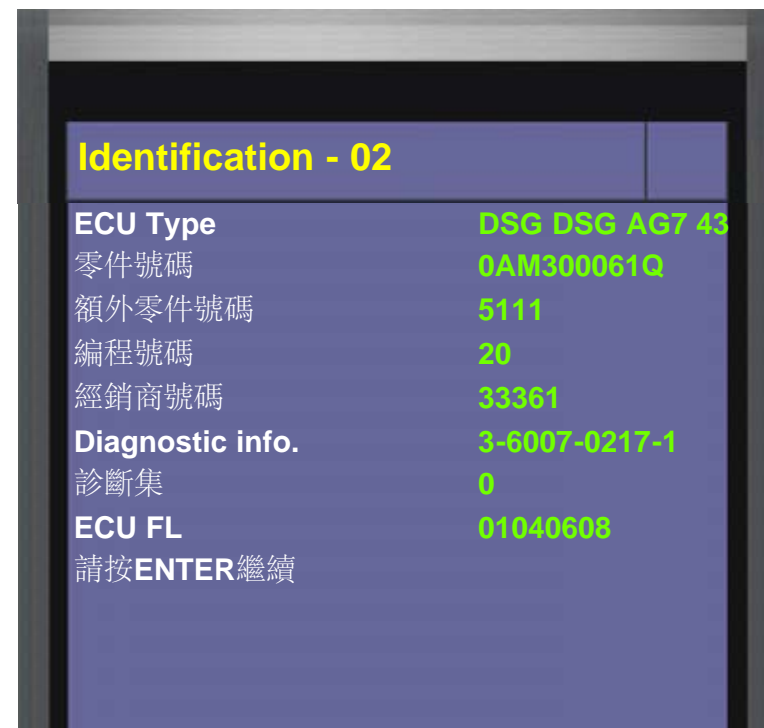 Identification - 02
ECU Type DSG DSG AG7 43
零件號碼 0AM300061Q
額外零件號碼 5111
編程號碼 20
經銷商號碼 33361
Diagnostic info. 3-6007-0217-1
診斷集 0
ECU FL 01040608
請按ENTER繼續